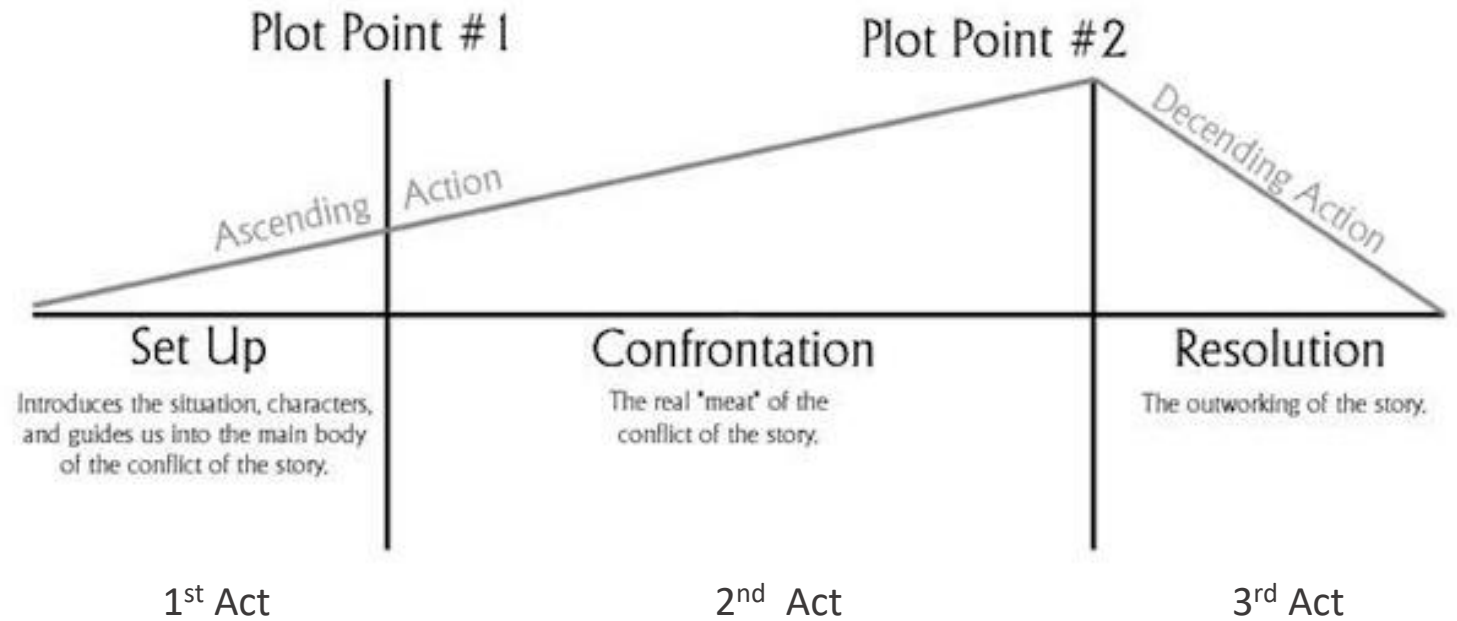 Plot Point #1
Plot Point #2
Ascending Action
Decending Action
Set Up
Introduces the situation, characters,
and guides us into the main body
of the conflict of the story.
Confrontation
The real "meat" of the
conflict of the story.
Resolution
The outworking of the story.
1st Act
2nd Act
3rd Act